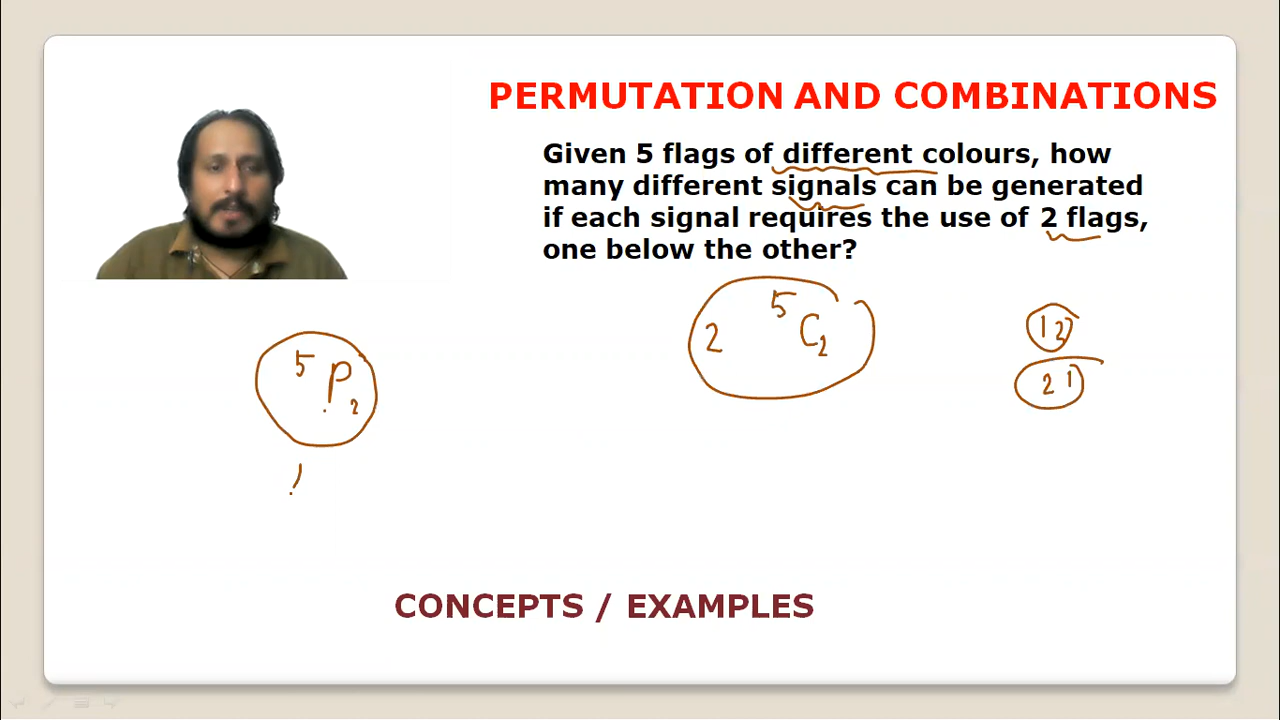 PERMUTATION AND COMBINATIONS
Given 5 flags of different colours, how
many different signals can be generated
if each signal requires the use of 2 flags,
one below the other?
2 ⁵C₂
12
21
⁵P₂
CONCEPTS / EXAMPLES